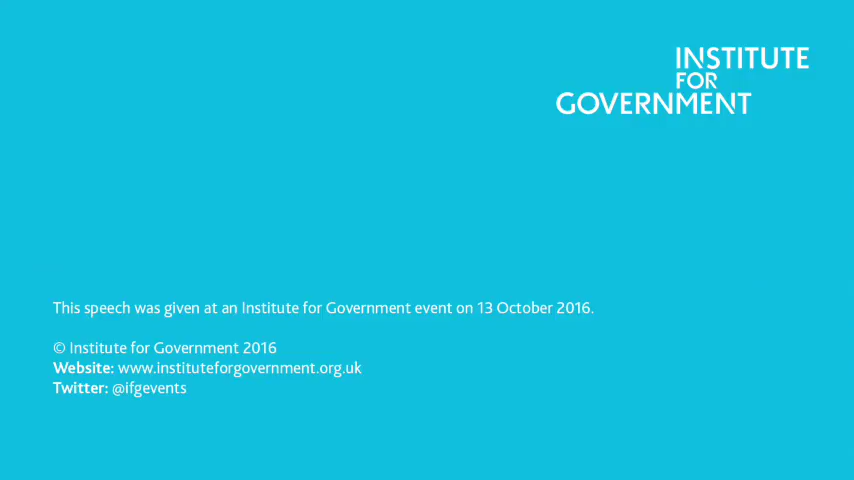 INSTITUTE
FOR
GOVERNMENT
This speech was given at an Institute for Government event on 13 October 2016.
© Institute for Government 2016
Website: www.instituteforgovernment.org.uk
Twitter: @ifgevents